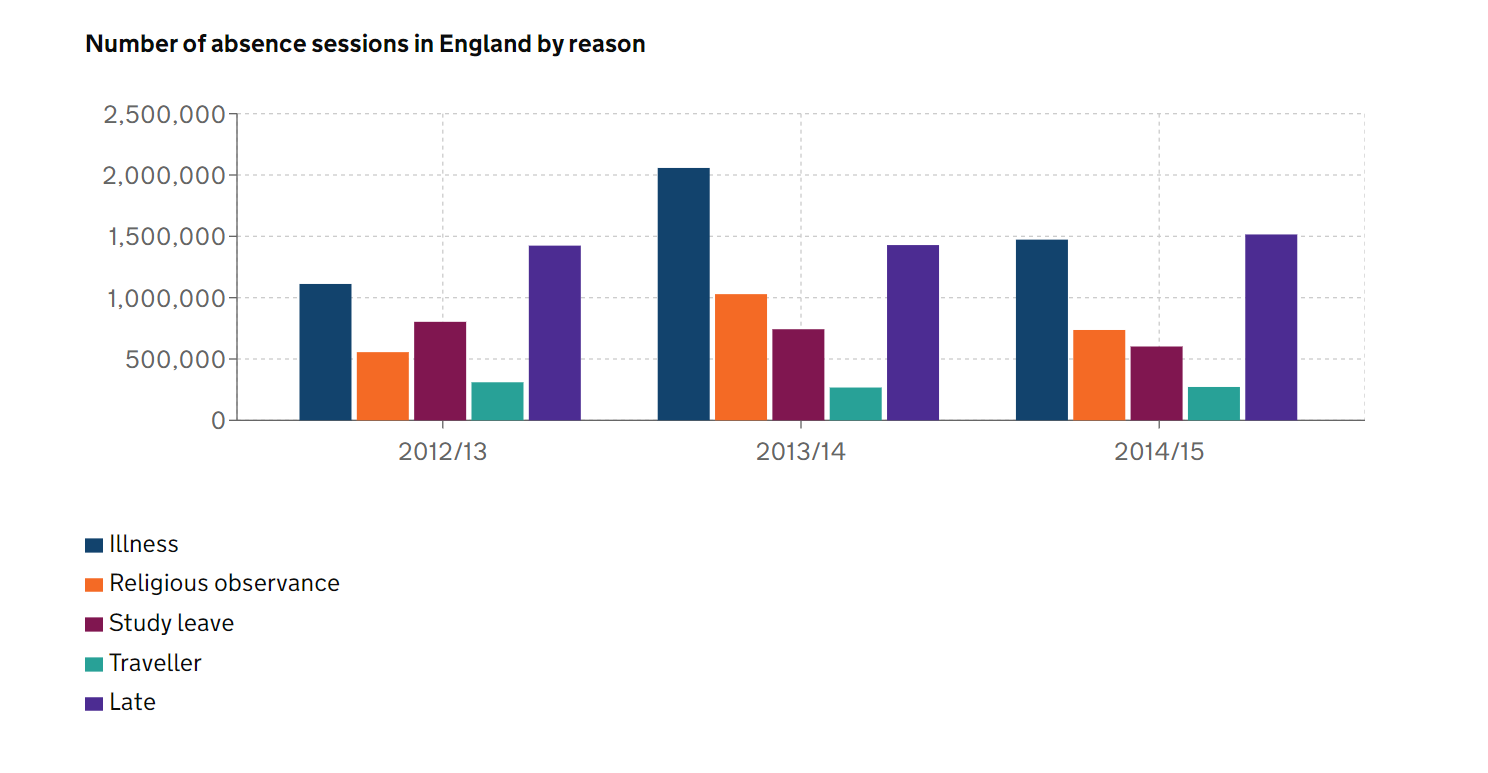 Number of absence sessions in England by reason
2,500,000
2,000,000
1,500,000
1,000,000
500,000
0
2012/13 2013/14 2014/15
Illness
Religious observance
Study leave
Traveller
Late